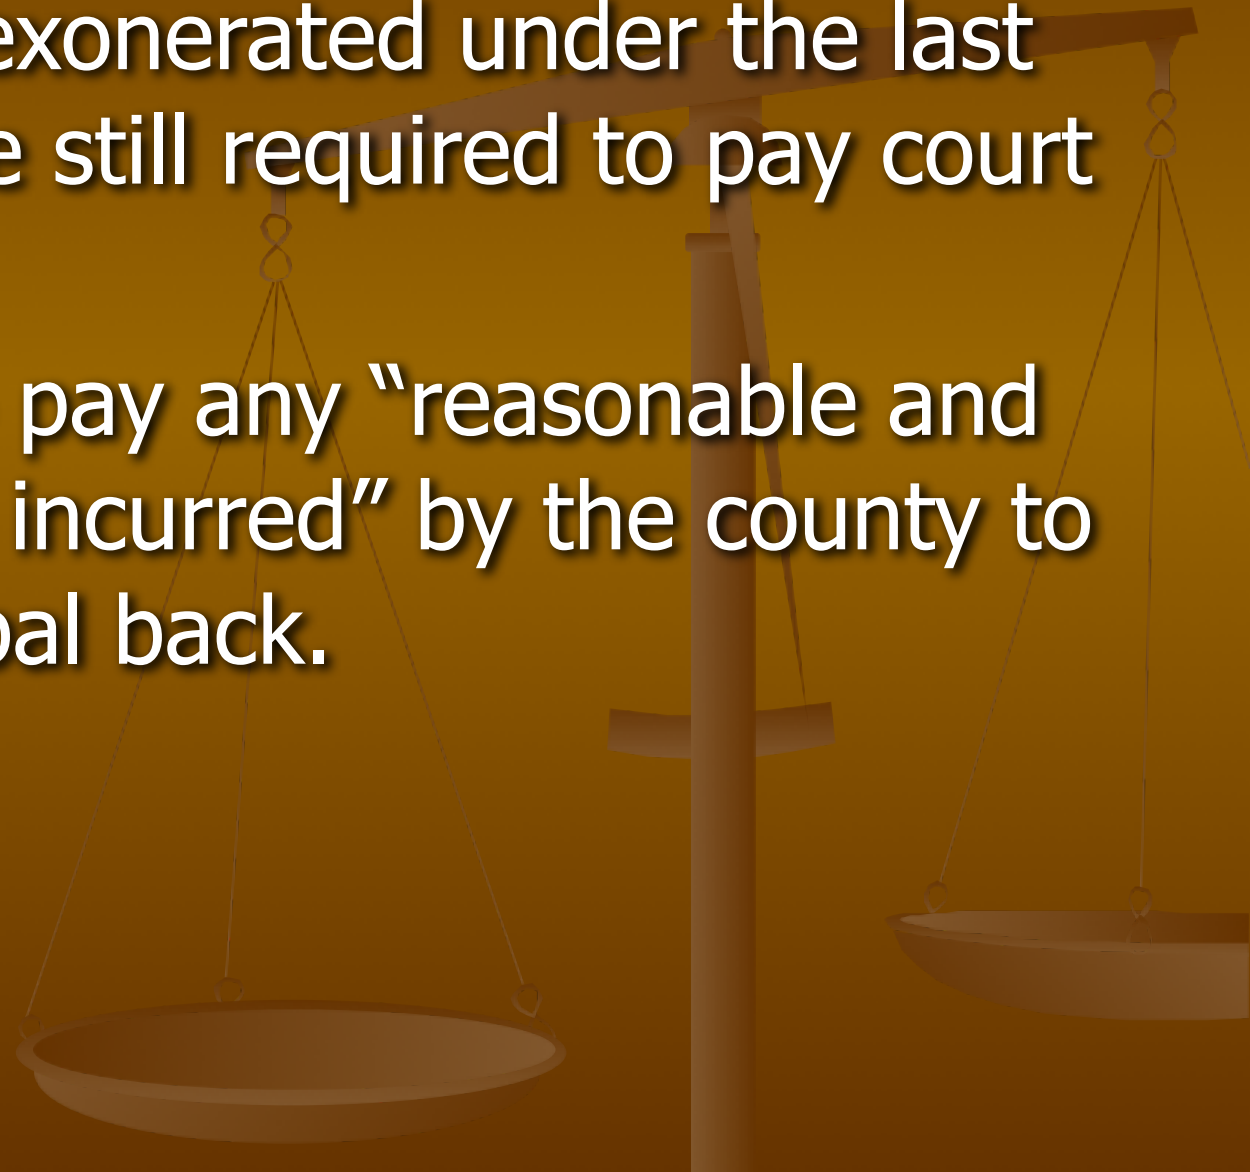 exonerated under the last
still required to pay court
pay any “reasonable and
incurred” by the county to
back.